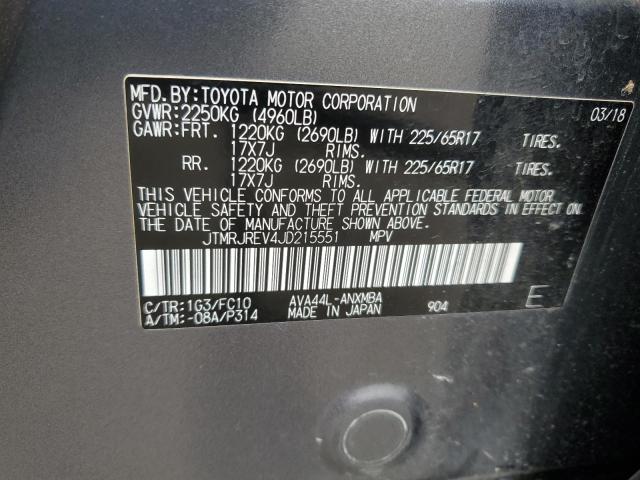 MFD. BY: TOYOTA MOTOR CORPORATION 03/18
GVWR: 2250KG (4960LB)
GAWR: FRT. 1220KG (2690LB) WITH 225/65R17 TIRES.
17X7J RIMS.
RR. 1220KG (2690LB) WITH 225/65R17 TIRES.
17X7J RIMS.
THIS VEHICLE CONFORMS TO ALL APPLICABLE FEDERAL MOTOR
VEHICLE SAFETY AND THEFT PREVENTION STANDARDS IN EFFECT ON
THE DATE OF MANUFACTURE SHOWN ABOVE.
JTMRJREV4JD215551 MPV
C/TR: 1G3/FC10 AVA44L-ANXMBA E
A/TM: -08A/P314 MADE IN JAPAN 904